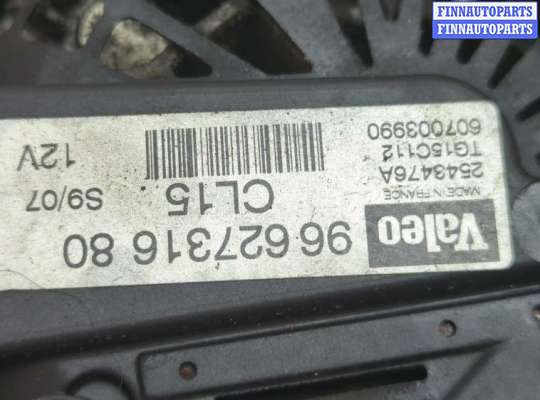 FINNAUTOPARTS
FINNAUTOPARTS
Valeo
96 627316 80
CL15
MADE IN FRANCE
2543476A
TG15C112
607003990
S9/07
12V